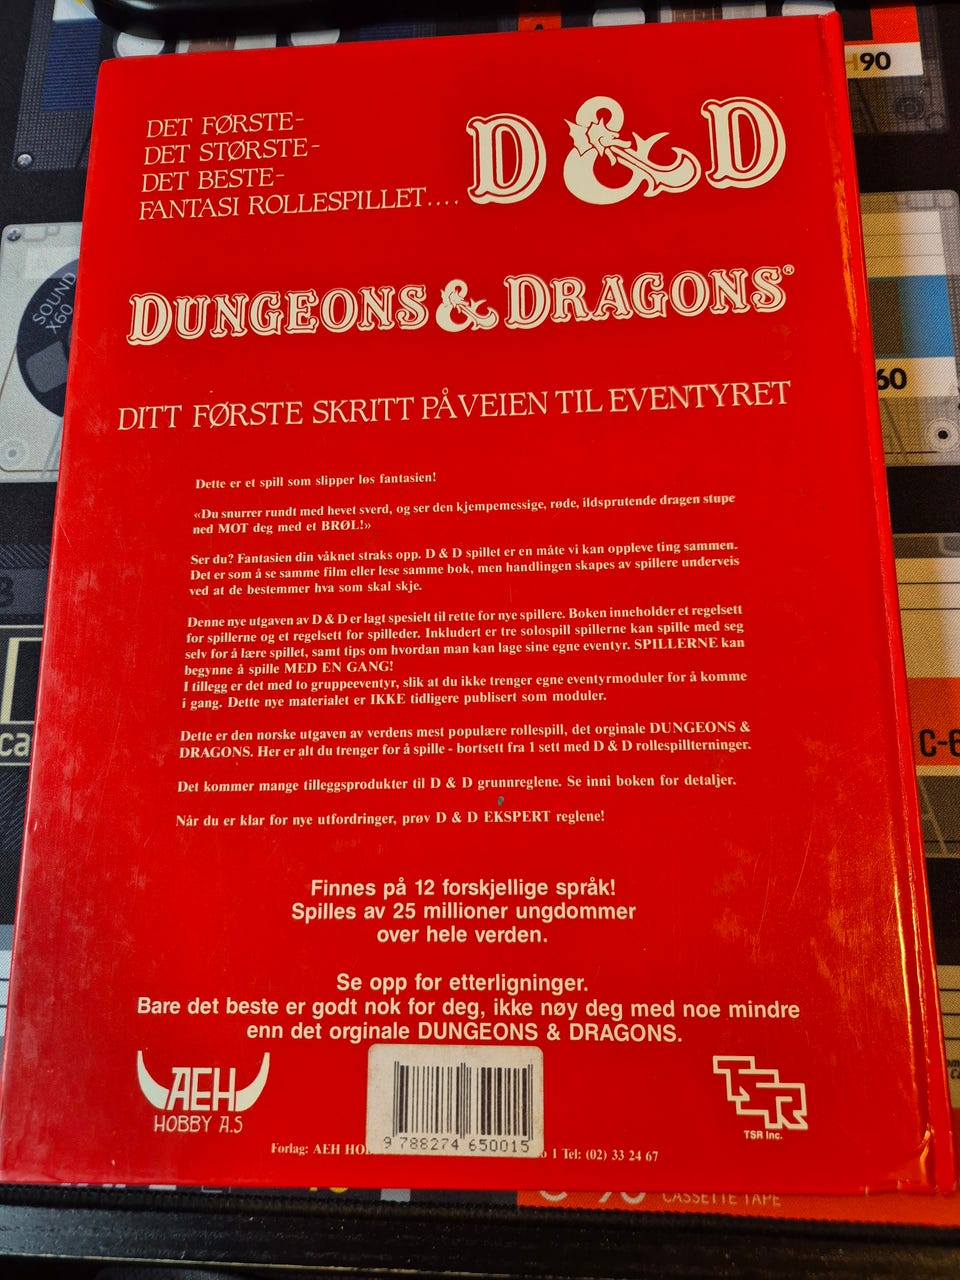 DET FØRSTE-
DET STØRSTE-
DET BESTE-
FANTASI ROLLESPILLET....
D&D
DUNGEONS & DRAGONS®
DITT FØRSTE SKRITT PÅ VEIEN TIL EVENTYRET
Dette er et spill som slipper løs fantasien!
«Du snurrer rundt med hevet sverd, og ser den kjempemessige, røde, ildsprutende dragen stupe
ned MOT deg med et BRØL!»
Ser du? Fantasien din våknet straks opp. D & D spillet er en måte vi kan oppleve ting sammen.
Det er som å se samme film eller lese samme bok, men handlingen skapes av spillere underveis
ved at de bestemmer hva som skal skje.
Denne nye utgaven av D & D er lagt spesielt til rette for nye spillere. Boken inneholder et regelsett
for spillerne og et regelsett for spilleder. Inkludert er tre solospill spillerne kan spille med seg
selv for å lære spillet, samt tips om hvordan man kan lage sine egne eventyr. SPILLERNE kan
begynne å spille MED EN GANG!
I tillegg er det med to gruppeeventyr, slik at du ikke trenger egne eventyrmoduler for å komme
i gang. Dette nye materialet er IKKE tidligere publisert som moduler.
Dette er den norske utgaven av verdens mest populære rollespill, det orginale DUNGEONS &
DRAGONS. Her er alt du trenger for å spille - bortsett fra 1 sett med D & D rollespillterninger.
Det kommer mange tilleggsprodukter til D & D grunnreglene. Se inni boken for detaljer.
Når du er klar for nye utfordringer, prøv D & D EKSPERT reglene!
Finnes på 12 forskjellige språk!
Spilles av 25 millioner ungdommer
over hele verden.
Se opp for etterligninger.
Bare det beste er godt nok for deg, ikke nøy deg med noe mindre
enn det orginale DUNGEONS & DRAGONS.
AEH
HOBBY A.S
9 788274 650015
TSR
TSR Inc.
Forlag: AEH
1 Tel: (02) 33 24 67
SOUND
X60
90
60
C-6
CASSETTE TAPE